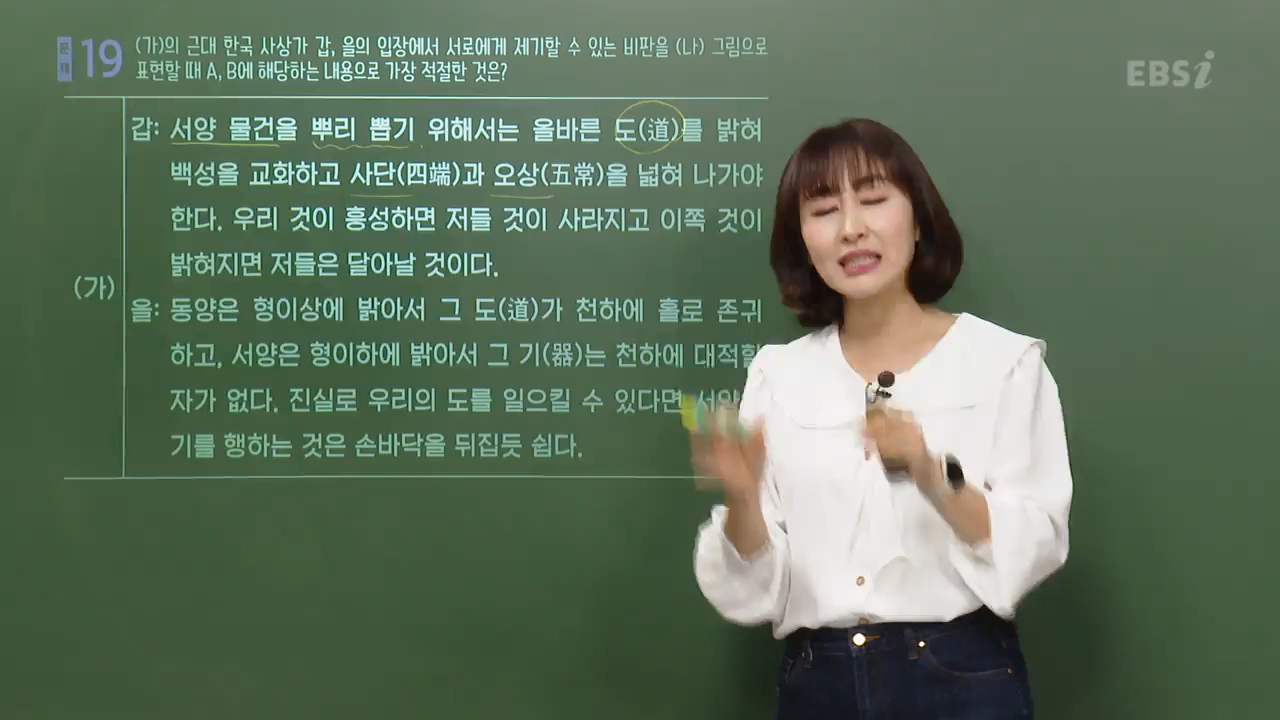 문제 19 (가)의 근대 한국 사상가 갑, 을의 입장에서 서로에게 제기할 수 있는 비판을 (나) 그림으로
표현할 때 A, B에 해당하는 내용으로 가장 적절한 것은?
EBSi
갑: 서양 물건을 뿌리 뽑기 위해서는 올바른 도(道)를 밝혀
백성을 교화하고 사단(四端)과 오상(五常)을 넓혀 나가야
한다. 우리 것이 흥성하면 저들 것이 사라지고 이쪽 것이
밝혀지면 저들은 달아날 것이다.
(가)
을: 동양은 형이상에 밝아서 그 도(道)가 천하에 홀로 존귀
하고, 서양은 형이하에 밝아서 그 기(器)는 천하에 대적할
자가 없다. 진실로 우리의 도를 일으킬 수 있다면 서양
기를 행하는 것은 손바닥을 뒤집듯 쉽다.